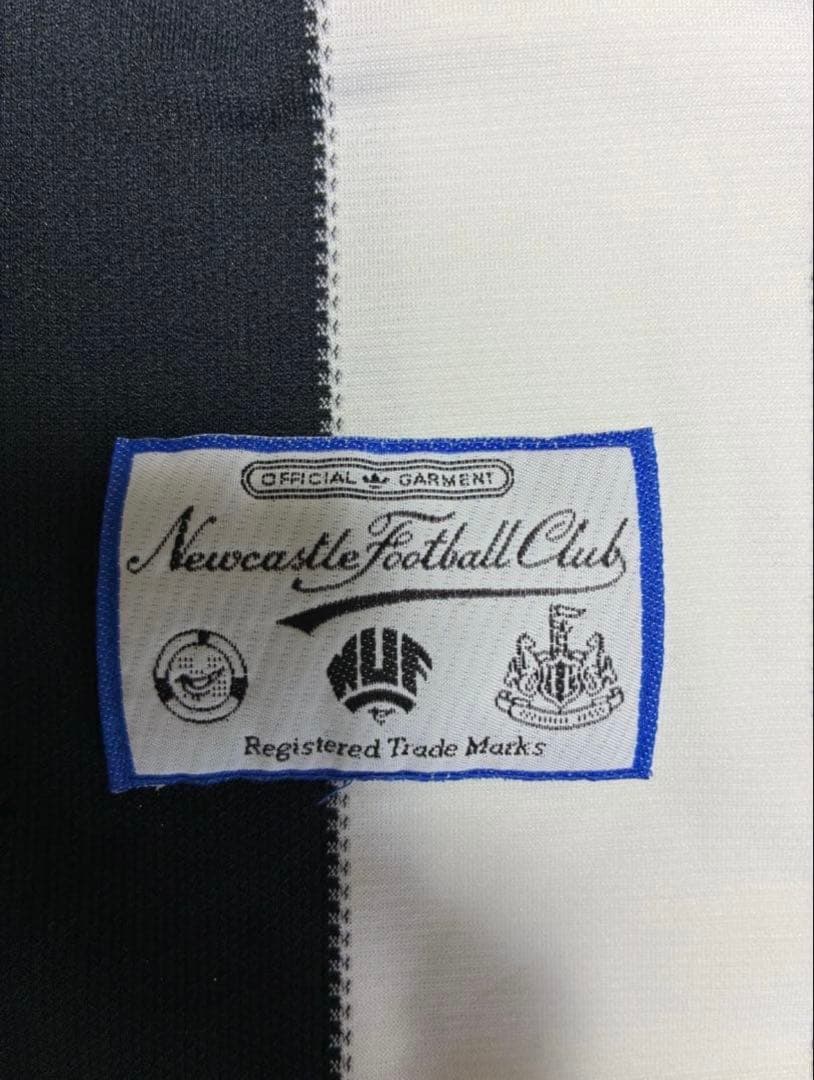 OFFICIAL GARMENT
Newcastle Football Club
NUF
Registered Trade Marks